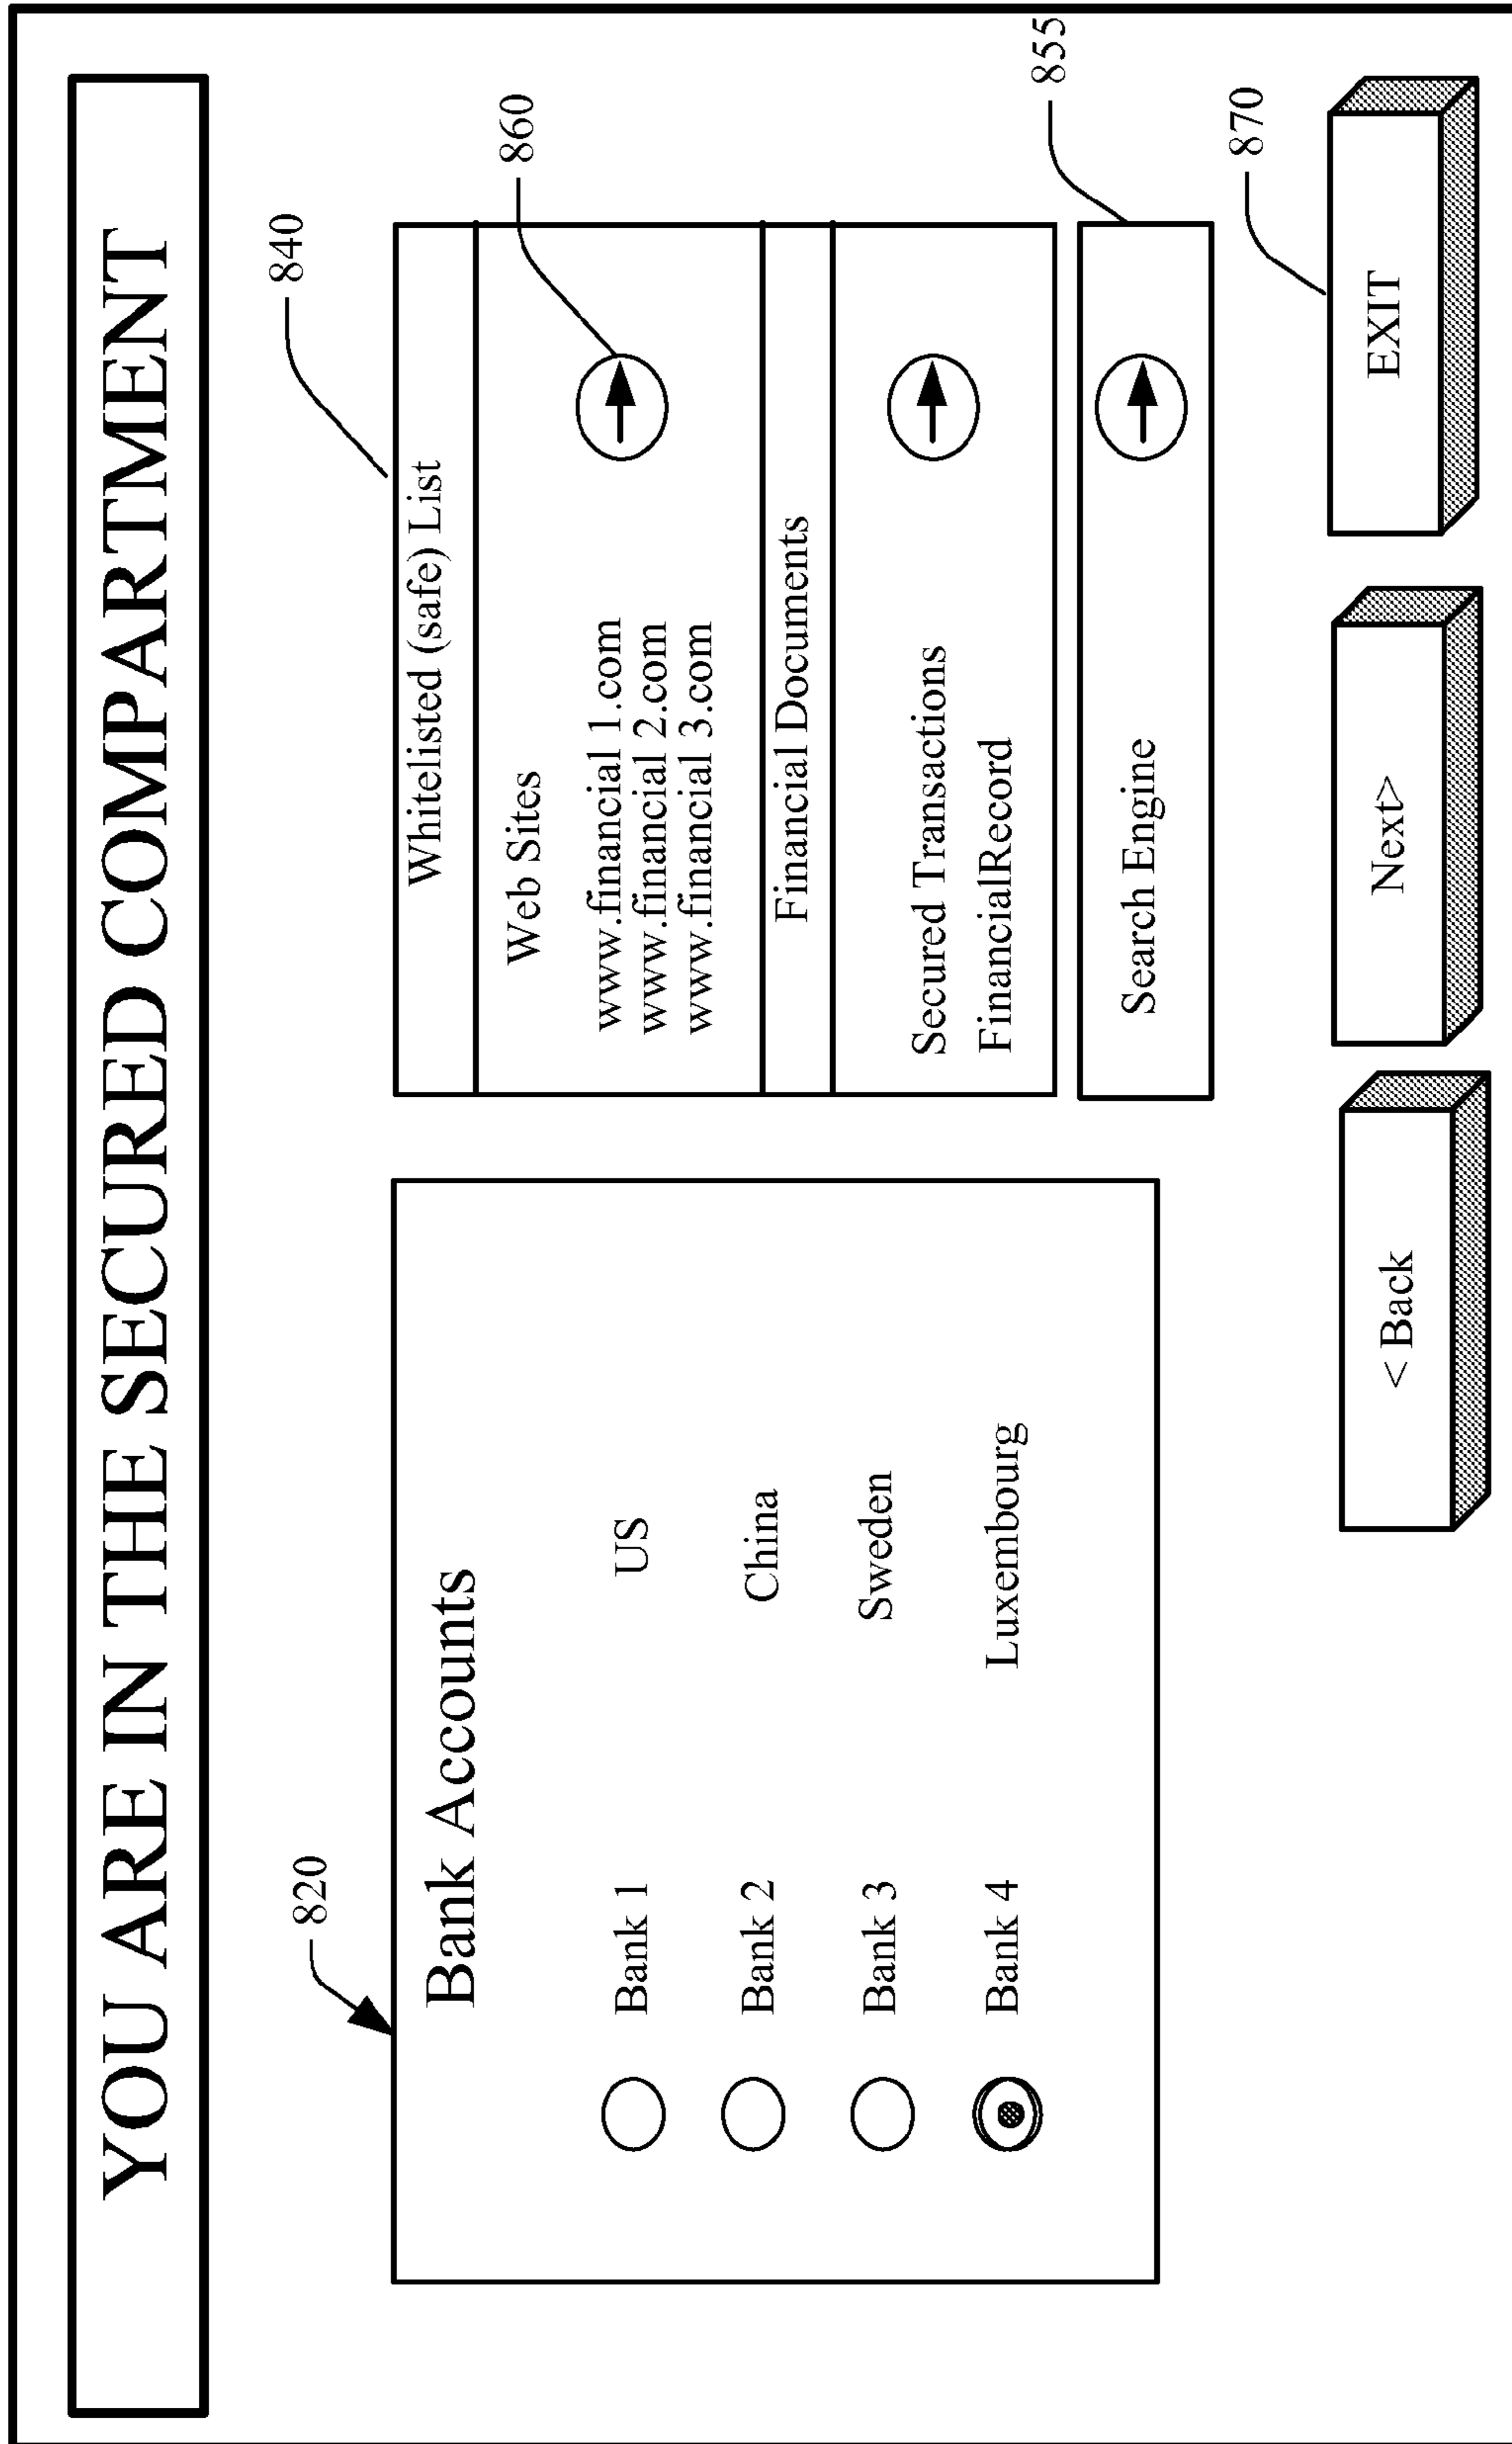 YOU ARE IN THE SECURED COMPARTMENT
820
Bank Accounts
Bank 1 US
Bank 2 China
Bank 3 Sweden
Bank 4 Luxembourg
840
Whitelisted (safe) List
860
Web Sites
www.financial 1.com
www.financial 2.com
www.financial 3.com
Financial Documents
Secured Transactions
FinancialRecord
855
Search Engine
870
< Back
Next>
EXIT